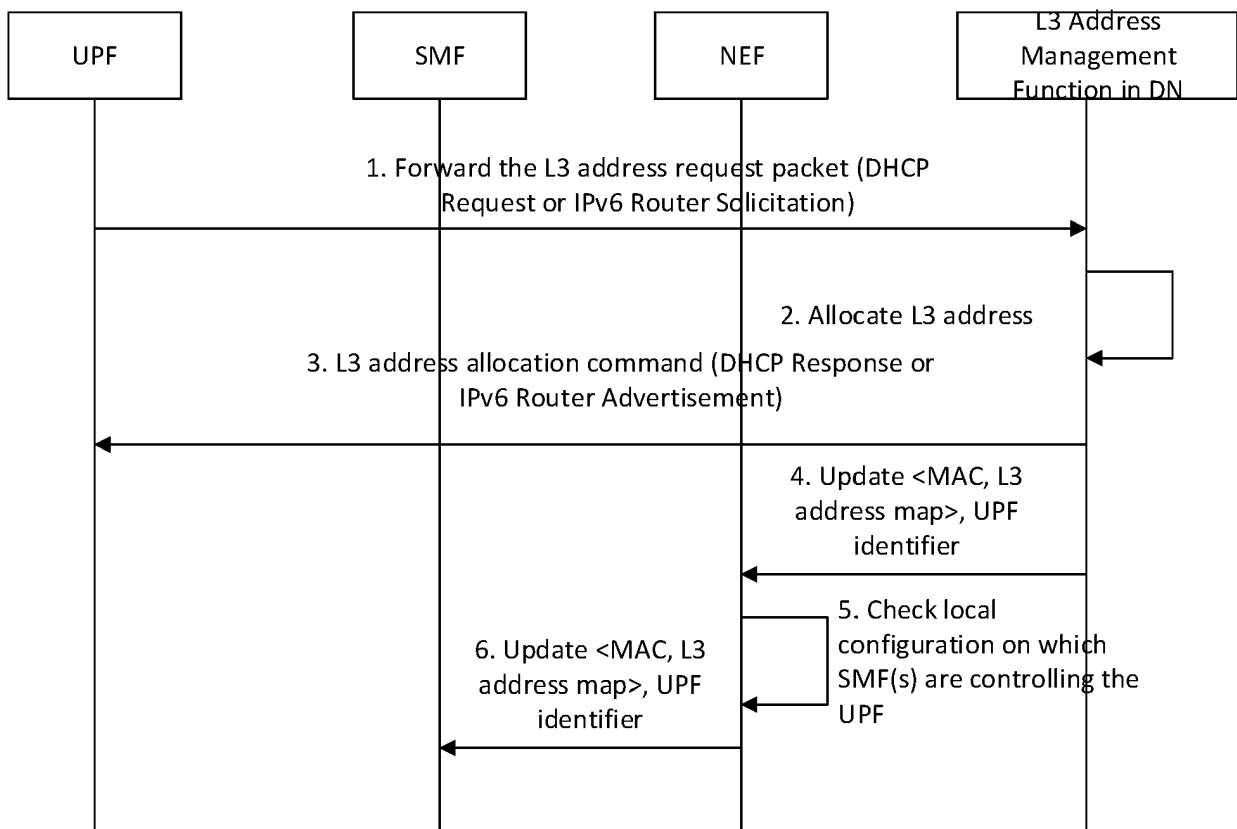 UPF
SMF
NEF
L3 Address
Management
Function in DN
1. Forward the L3 address request packet (DHCP
Request or IPv6 Router Solicitation)
2. Allocate L3 address
3. L3 address allocation command (DHCP Response or
IPv6 Router Advertisement)
4. Update <MAC, L3
address map>, UPF
identifier
5. Check local
configuration on which
SMF(s) are controlling the
UPF
6. Update <MAC, L3
address map>, UPF
identifier